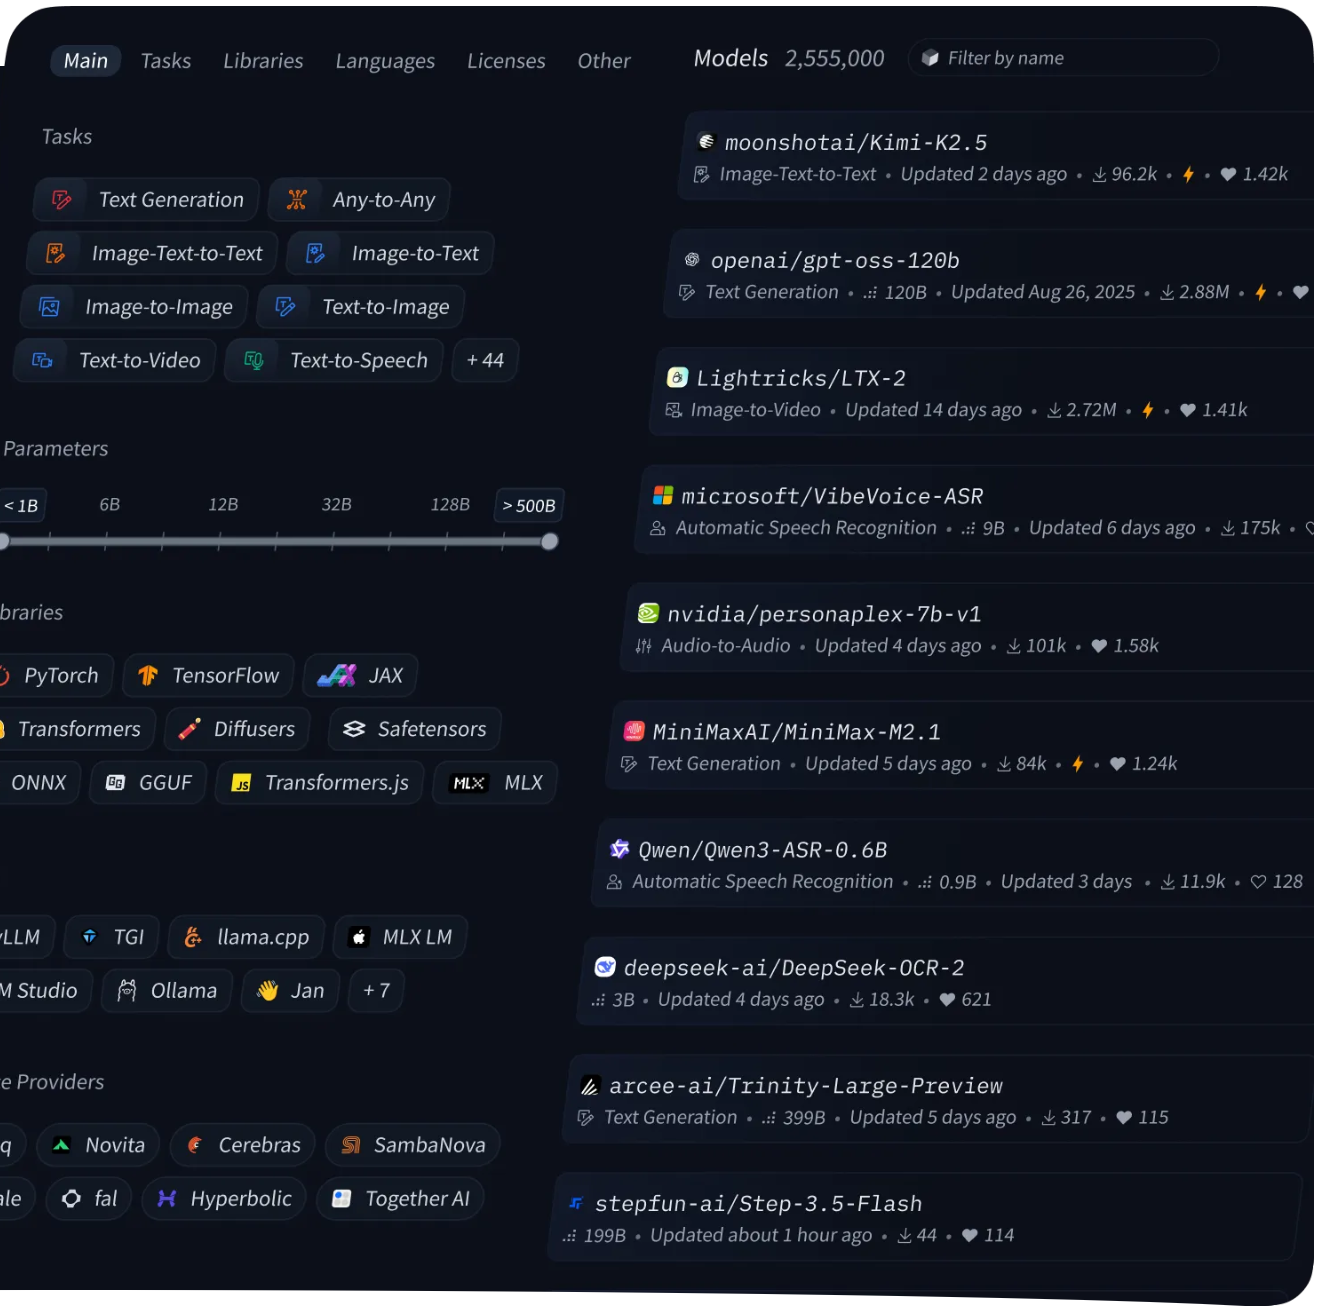 Main Tasks Libraries Languages Licenses Other
Tasks
Text Generation Any-to-Any
Image-Text-to-Text Image-to-Text
Image-to-Image Text-to-Image
Text-to-Video Text-to-Speech + 44
Parameters
< 1B 6B 12B 32B 128B > 500B
braries
PyTorch TensorFlow JAX
Transformers Diffusers Safetensors
ONNX GGUF JS Transformers.js MLX MLX
LLM TGI llama.cpp MLX LM
M Studio Ollama Jan + 7
e Providers
q Novita Cerebras SambaNova
ale fal Hyperbolic Together AI
Models 2,555,000 Filter by name
moonshotai/Kimi-K2.5
Image-Text-to-Text • Updated 2 days ago • 96.2k • • 1.42k
openai/gpt-oss-120b
Text Generation • 120B • Updated Aug 26, 2025 • 2.88M • •
Lightricks/LTX-2
Image-to-Video • Updated 14 days ago • 2.72M • • 1.41k
microsoft/VibeVoice-ASR
Automatic Speech Recognition • 9B • Updated 6 days ago • 175k •
nvidia/personaplex-7b-v1
Audio-to-Audio • Updated 4 days ago • 101k • 1.58k
MiniMaxAI/MiniMax-M2.1
Text Generation • Updated 5 days ago • 84k • • 1.24k
Qwen/Qwen3-ASR-0.6B
Automatic Speech Recognition • 0.9B • Updated 3 days • 11.9k • 128
deepseek-ai/DeepSeek-OCR-2
3B • Updated 4 days ago • 18.3k • 621
arcee-ai/Trinity-Large-Preview
Text Generation • 399B • Updated 5 days ago • 317 • 115
stepfun-ai/Step-3.5-Flash
199B • Updated about 1 hour ago • 44 • 114